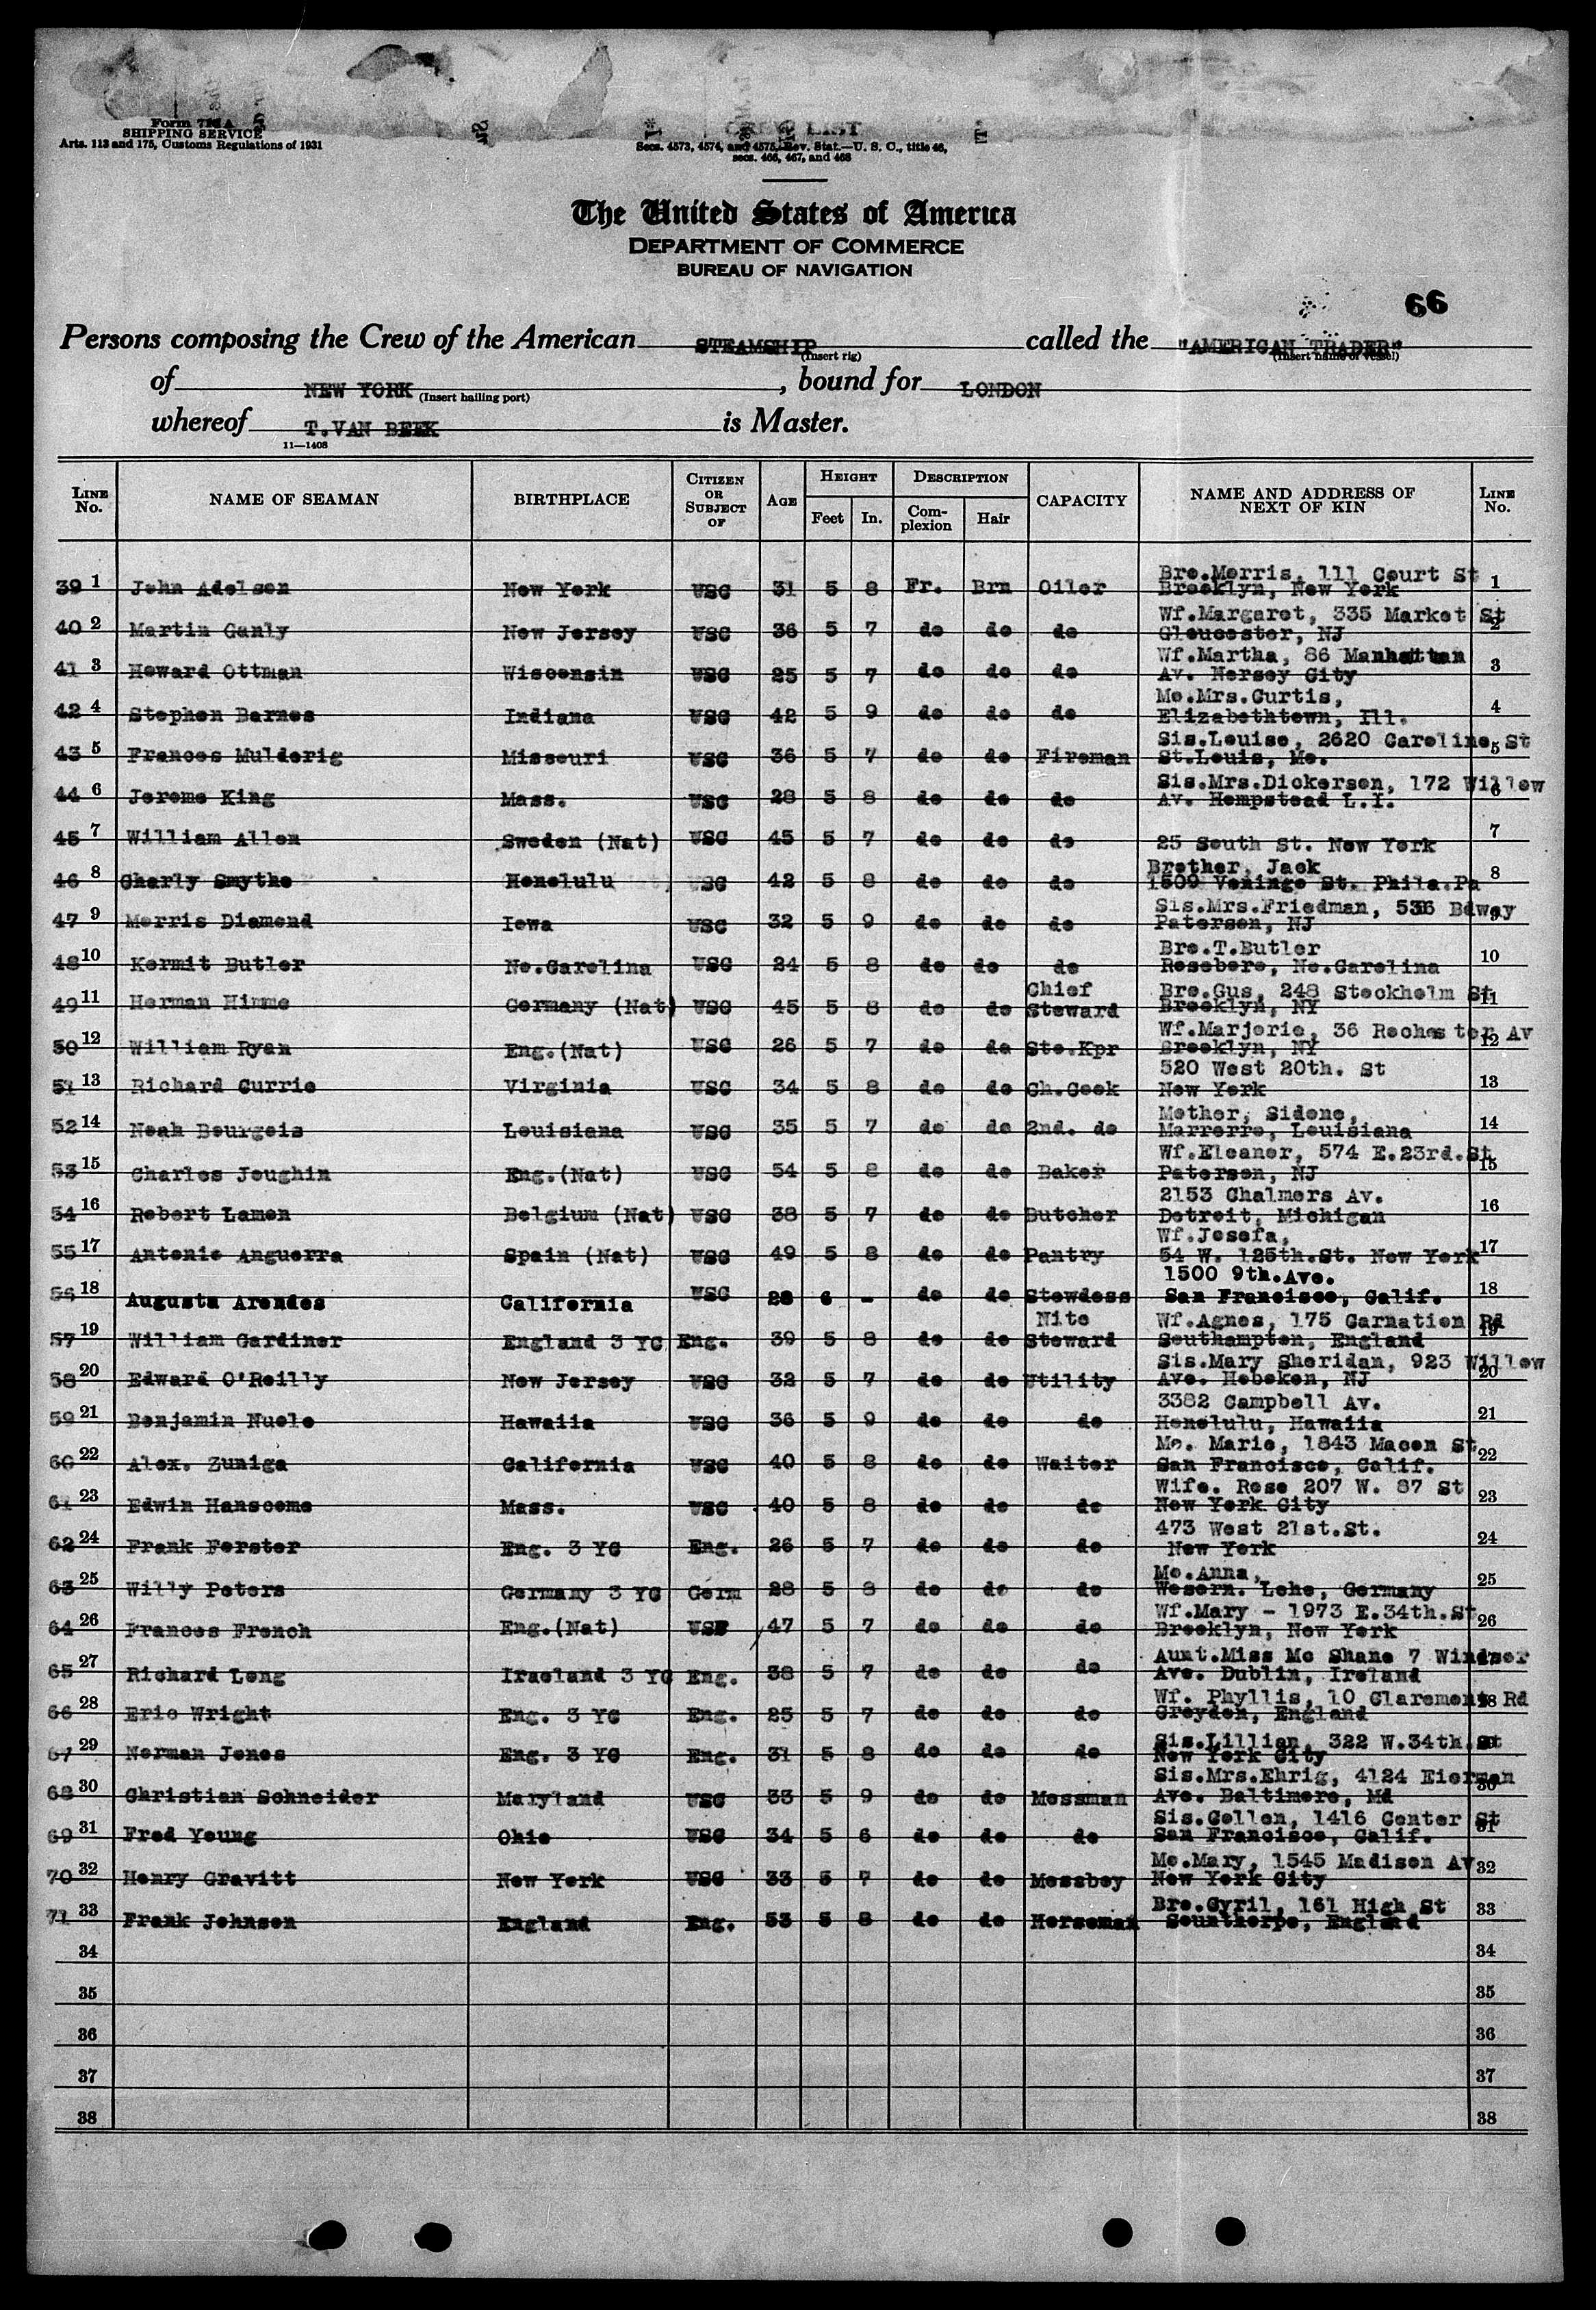 Form 718A
SHIPPING SERVICE
Arts. 113 and 175, Customs Regulations of 1931
CREW LIST
Secs. 4573, 4574, and 4575, Rev. Stat.—U. S. C., title 46,
secs. 466, 467, and 468
The United States of America
DEPARTMENT OF COMMERCE
BUREAU OF NAVIGATION
66
Persons composing the Crew of the American STEAMSHIP called the "AMERICAN TRADER"
(Insert rig) (Insert name of vessel)
of NEW YORK (Insert hailing port), bound for LONDON
whereof T.VAN BEEK is Master.
11—1408
LINE No. NAME OF SEAMAN BIRTHPLACE CITIZEN OR SUBJECT OF AGE HEIGHT Feet In. DESCRIPTION Complexion Hair CAPACITY NAME AND ADDRESS OF NEXT OF KIN LINE No.
39 1 John Adelson New York USC 31 5 8 Fr. Brn Oiler Bro.Morris, 111 Court St Brooklyn, New York 1
40 2 Martin Ganly New Jersey USC 36 5 7 do do do Wf.Margaret, 335 Market St Gloucester, NJ 2
41 3 Howard Ottman Wisconsin USC 25 5 7 do do do Wf.Martha, 86 Manhattan Av. Nersey City 3
42 4 Stephen Barnes Indiana USC 42 5 9 do do do Mo.Mrs.Curtis, Elizabethtown, Ill. 4
43 5 Frances Mulderig Missouri USC 36 5 7 do do Fireman Sis.Louise, 2620 Caroline St St.Louis, Mo. 5
44 6 Jerome King Mass. USC 28 5 8 do do do Sis.Mrs.Dickerson, 172 Willow Av. Hempstead L.I. 6
45 7 William Allen Sweden (Nat) USC 45 5 7 do do do 25 South St. New York 7
46 8 Charly Smythe Honolulu USC 42 5 8 do do do Brother, Jack 1509 Veningo St. Phila.Pa 8
47 9 Morris Diamond Iowa USC 32 5 9 do do do Sis.Mrs.Friedman, 536 Bdway Paterson, NJ 9
48 10 Kermit Butler No.Carolina USC 24 5 8 do do do Bro.T.Butler Rosebore, No.Carolina 10
49 11 Herman Himme Germany (Nat) USC 45 5 8 do do Chief Steward Bro.Gus, 248 Stockholm St Brooklyn, NY 11
50 12 William Ryan Eng.(Nat) USC 26 5 7 do do Sto.Kpr Wf.Marjorie, 36 Rochester Av Brooklyn, NY 12
51 13 Richard Currie Virginia USC 34 5 8 do do Ch.Cook 520 West 20th. St New York 13
52 14 Noah Bourgois Louisiana USC 35 5 7 do do 2nd. do Mother, Sidone, Marrerre, Louisiana 14
53 15 Charles Joughin Eng.(Nat) USC 54 5 8 do do Baker Wf.Eleanor, 574 E.23rd.St Paterson, NJ 15
54 16 Robert Lamon Belgium (Nat) USC 38 5 7 do do Butcher 2153 Chalmers Av. Detroit, Michigan 16
55 17 Antonio Anguerra Spain (Nat) USC 49 5 8 do do Pantry Wf.Josefa, 54 W. 125th.St. New York 17
56 18 Augusta Arendes California USC 28 6 - do do Stewdess 1500 9th.Ave. San Francisco, Calif. 18
57 19 William Gardiner England 3 YC Eng. 39 5 8 do do Nite Steward Wf.Agnes, 175 Carnation Rd Southampton, England 19
58 20 Edward O'Reilly New Jersey USC 32 5 7 do do Utility Sis.Mary Sheridan, 923 Willow Ave. Hoboken, NJ 20
59 21 Benjamin Nuole Hawaiia USC 36 5 9 do do do 3382 Campbell Av. Honolulu, Hawaiia 21
60 22 Alex. Zuniga California USC 40 5 8 do do Waiter Mo. Marie, 1843 Macon St San Francisco, Calif. 22
61 23 Edwin Hanscome Mass. USC 40 5 8 do do do Wife. Rose 207 W. 87 St New York City 23
62 24 Frank Forster Eng. 3 YC Eng. 26 5 7 do do do 473 West 21st.St. New York 24
63 25 Willy Peters Germany 3 YC Germ 28 5 8 do do do Mo.Anna, Wesern. Lehe, Germany 25
64 26 Frances French Eng.(Nat) 47 5 7 do do do Wf.Mary - 1973 E.34th.St Brooklyn, New York 26
65 27 Richard Long Iraeland 3 YC Eng. 38 5 7 do do do Aunt.Miss Mc Shane 7 Windsor Ave. Dublin, Ireland
66 28 Eric Wright Eng. 3 YC Eng. 25 5 7 do do do Wf. Phyllis, 10 Claremont Rd Croydon, England 28
67 29 Norman Jones Eng. 3 YC Eng. 31 5 8 do do do Sis.Lillian, 322 W.34th.St New York City
68 30 Christian Schneider Maryland USC 33 5 9 do do Messman Sis.Mrs.Ehrig, 4124 Eierman Ave. Baltimore, Md 30
69 31 Fred Young Ohio USC 34 5 6 do do do Sis.Collen, 1416 Center St San Francisco, Calif. 31
70 32 Henry Gravitt New York USC 33 5 7 do do Messboy Mo.Mary, 1545 Madison Av New York City 32
71 33 Frank Johnson England Eng. 53 5 8 do do Horseman Bro.Cyril, 161 High St Scunthorpe, England 33
34 34
35 35
36 36
37 37
38 38